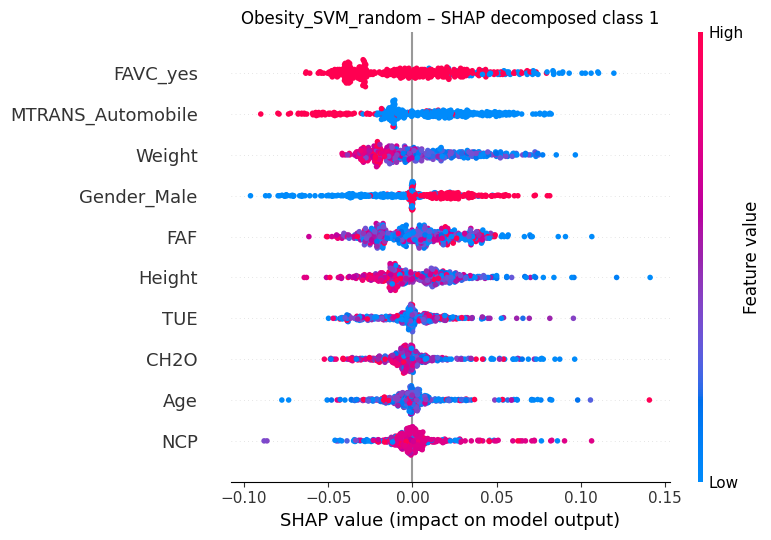 Obesity_SVM_random – SHAP decomposed class 1
High
FAVC_yes
MTRANS_Automobile
Weight
Gender_Male
FAF
Height
TUE
CH2O
Age
NCP
Feature value
Low
−0.10 −0.05 0.00 0.05 0.10 0.15
SHAP value (impact on model output)